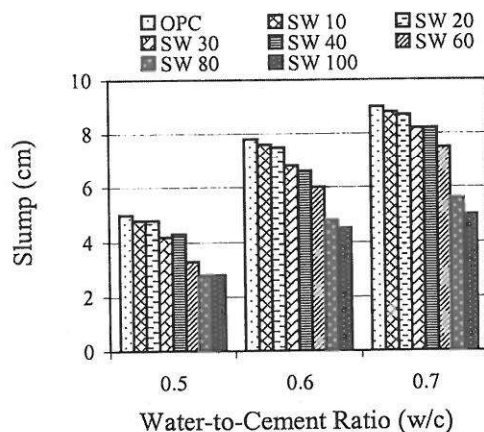 OPC SW 10 SW 20
SW 30 SW 40 SW 60
SW 80 SW 100
10
8
6
4
2
0
Slump (cm)
0.5 0.6 0.7
Water-to-Cement Ratio (w/c)